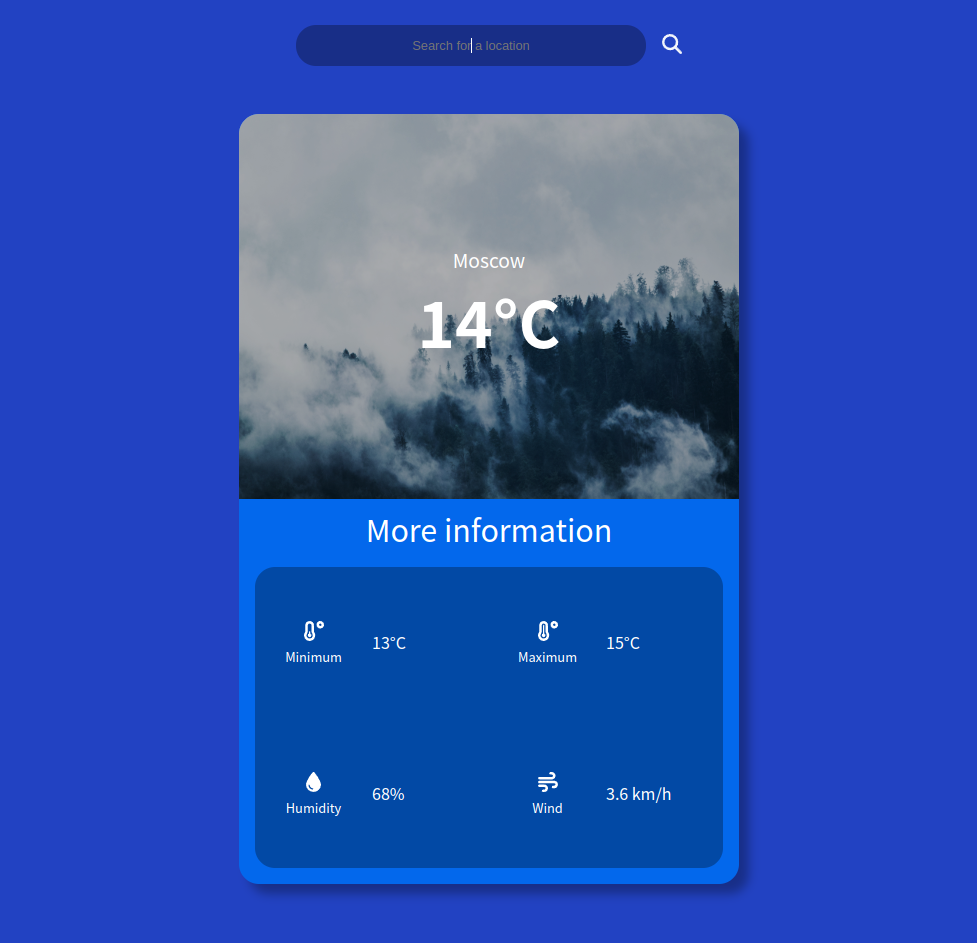 Search for a location
Moscow
14°C
More information
13°C
Minimum
15°C
Maximum
68%
Humidity
3.6 km/h
Wind